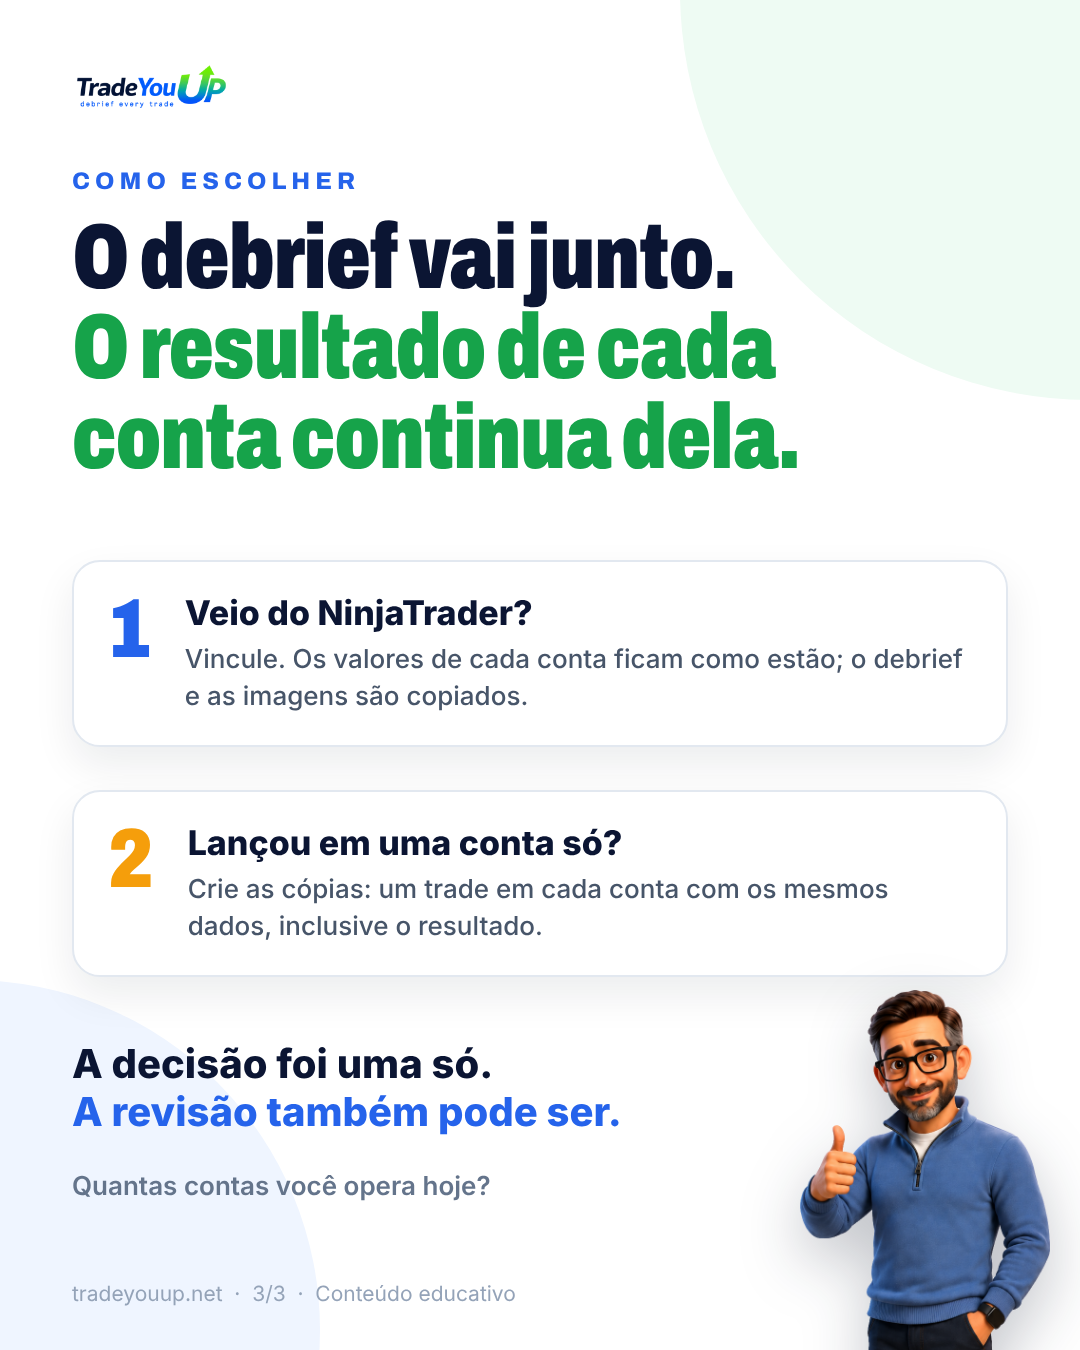 TradeYouUp
debrief every trade
COMO ESCOLHER
O debrief vai junto.
O resultado de cada
conta continua dela.
1
Veio do NinjaTrader?
Vincule. Os valores de cada conta ficam como estão; o debrief
e as imagens são copiados.
2
Lançou em uma conta só?
Crie as cópias: um trade em cada conta com os mesmos
dados, inclusive o resultado.
A decisão foi uma só.
A revisão também pode ser.
Quantas contas você opera hoje?
tradeyouup.net · 3/3 · Conteúdo educativo